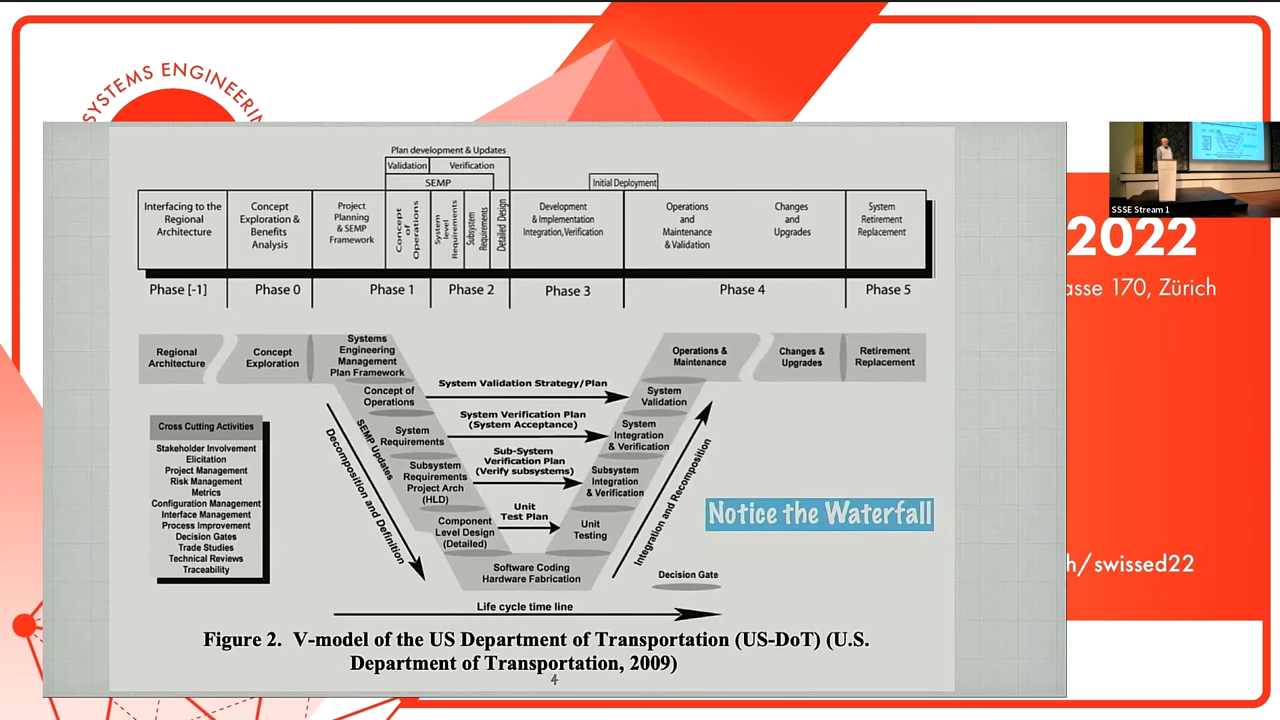 SYSTEMS ENGINEERIN
Plan development & Updates
Validation
Verification
SEMP
Initial Deployment
Interfacing to the
Regional
Architecture
Concept
Exploration &
Benefits
Analysis
Project
Planning
& SEMP
Framework
Concept
of
Operations
System
level
Requirements
Subsystem
Requirements
Detailed Design
Development
& Implementation
Integration, Verification
Operations
and
Maintenance
& Validation
Changes
and
Upgrades
System
Retirement
Replacement
Phase [-1]
Phase 0
Phase 1
Phase 2
Phase 3
Phase 4
Phase 5
Regional
Architecture
Concept
Exploration
Systems
Engineering
Management
Plan Framework
Operations &
Maintenance
Changes &
Upgrades
Retirement
Replacement
Concept of
Operations
System Validation Strategy/Plan
System
Validation
System
Requirements
System Verification Plan
(System Acceptance)
System
Integration
& Verification
Subsystem
Requirements
Project Arch
(HLD)
Sub-System
Verification Plan
(Verify subsystems)
Subsystem
Integration
& Verification
Component
Level Design
(Detailed)
Unit
Test Plan
Unit
Testing
Software Coding
Hardware Fabrication
SEMP Updates
Decomposition and Definition
Integration and Recomposition
Cross Cutting Activities
Stakeholder Involvement
Elicitation
Project Management
Risk Management
Metrics
Configuration Management
Interface Management
Process Improvement
Decision Gates
Trade Studies
Technical Reviews
Traceability
Notice the Waterfall
Decision Gate
Life cycle time line
Figure 2. V-model of the US Department of Transportation (US-DoT) (U.S.
Department of Transportation, 2009)
4
SSSE Stream 1
2022
asse 170, Zürich
h/swissed22